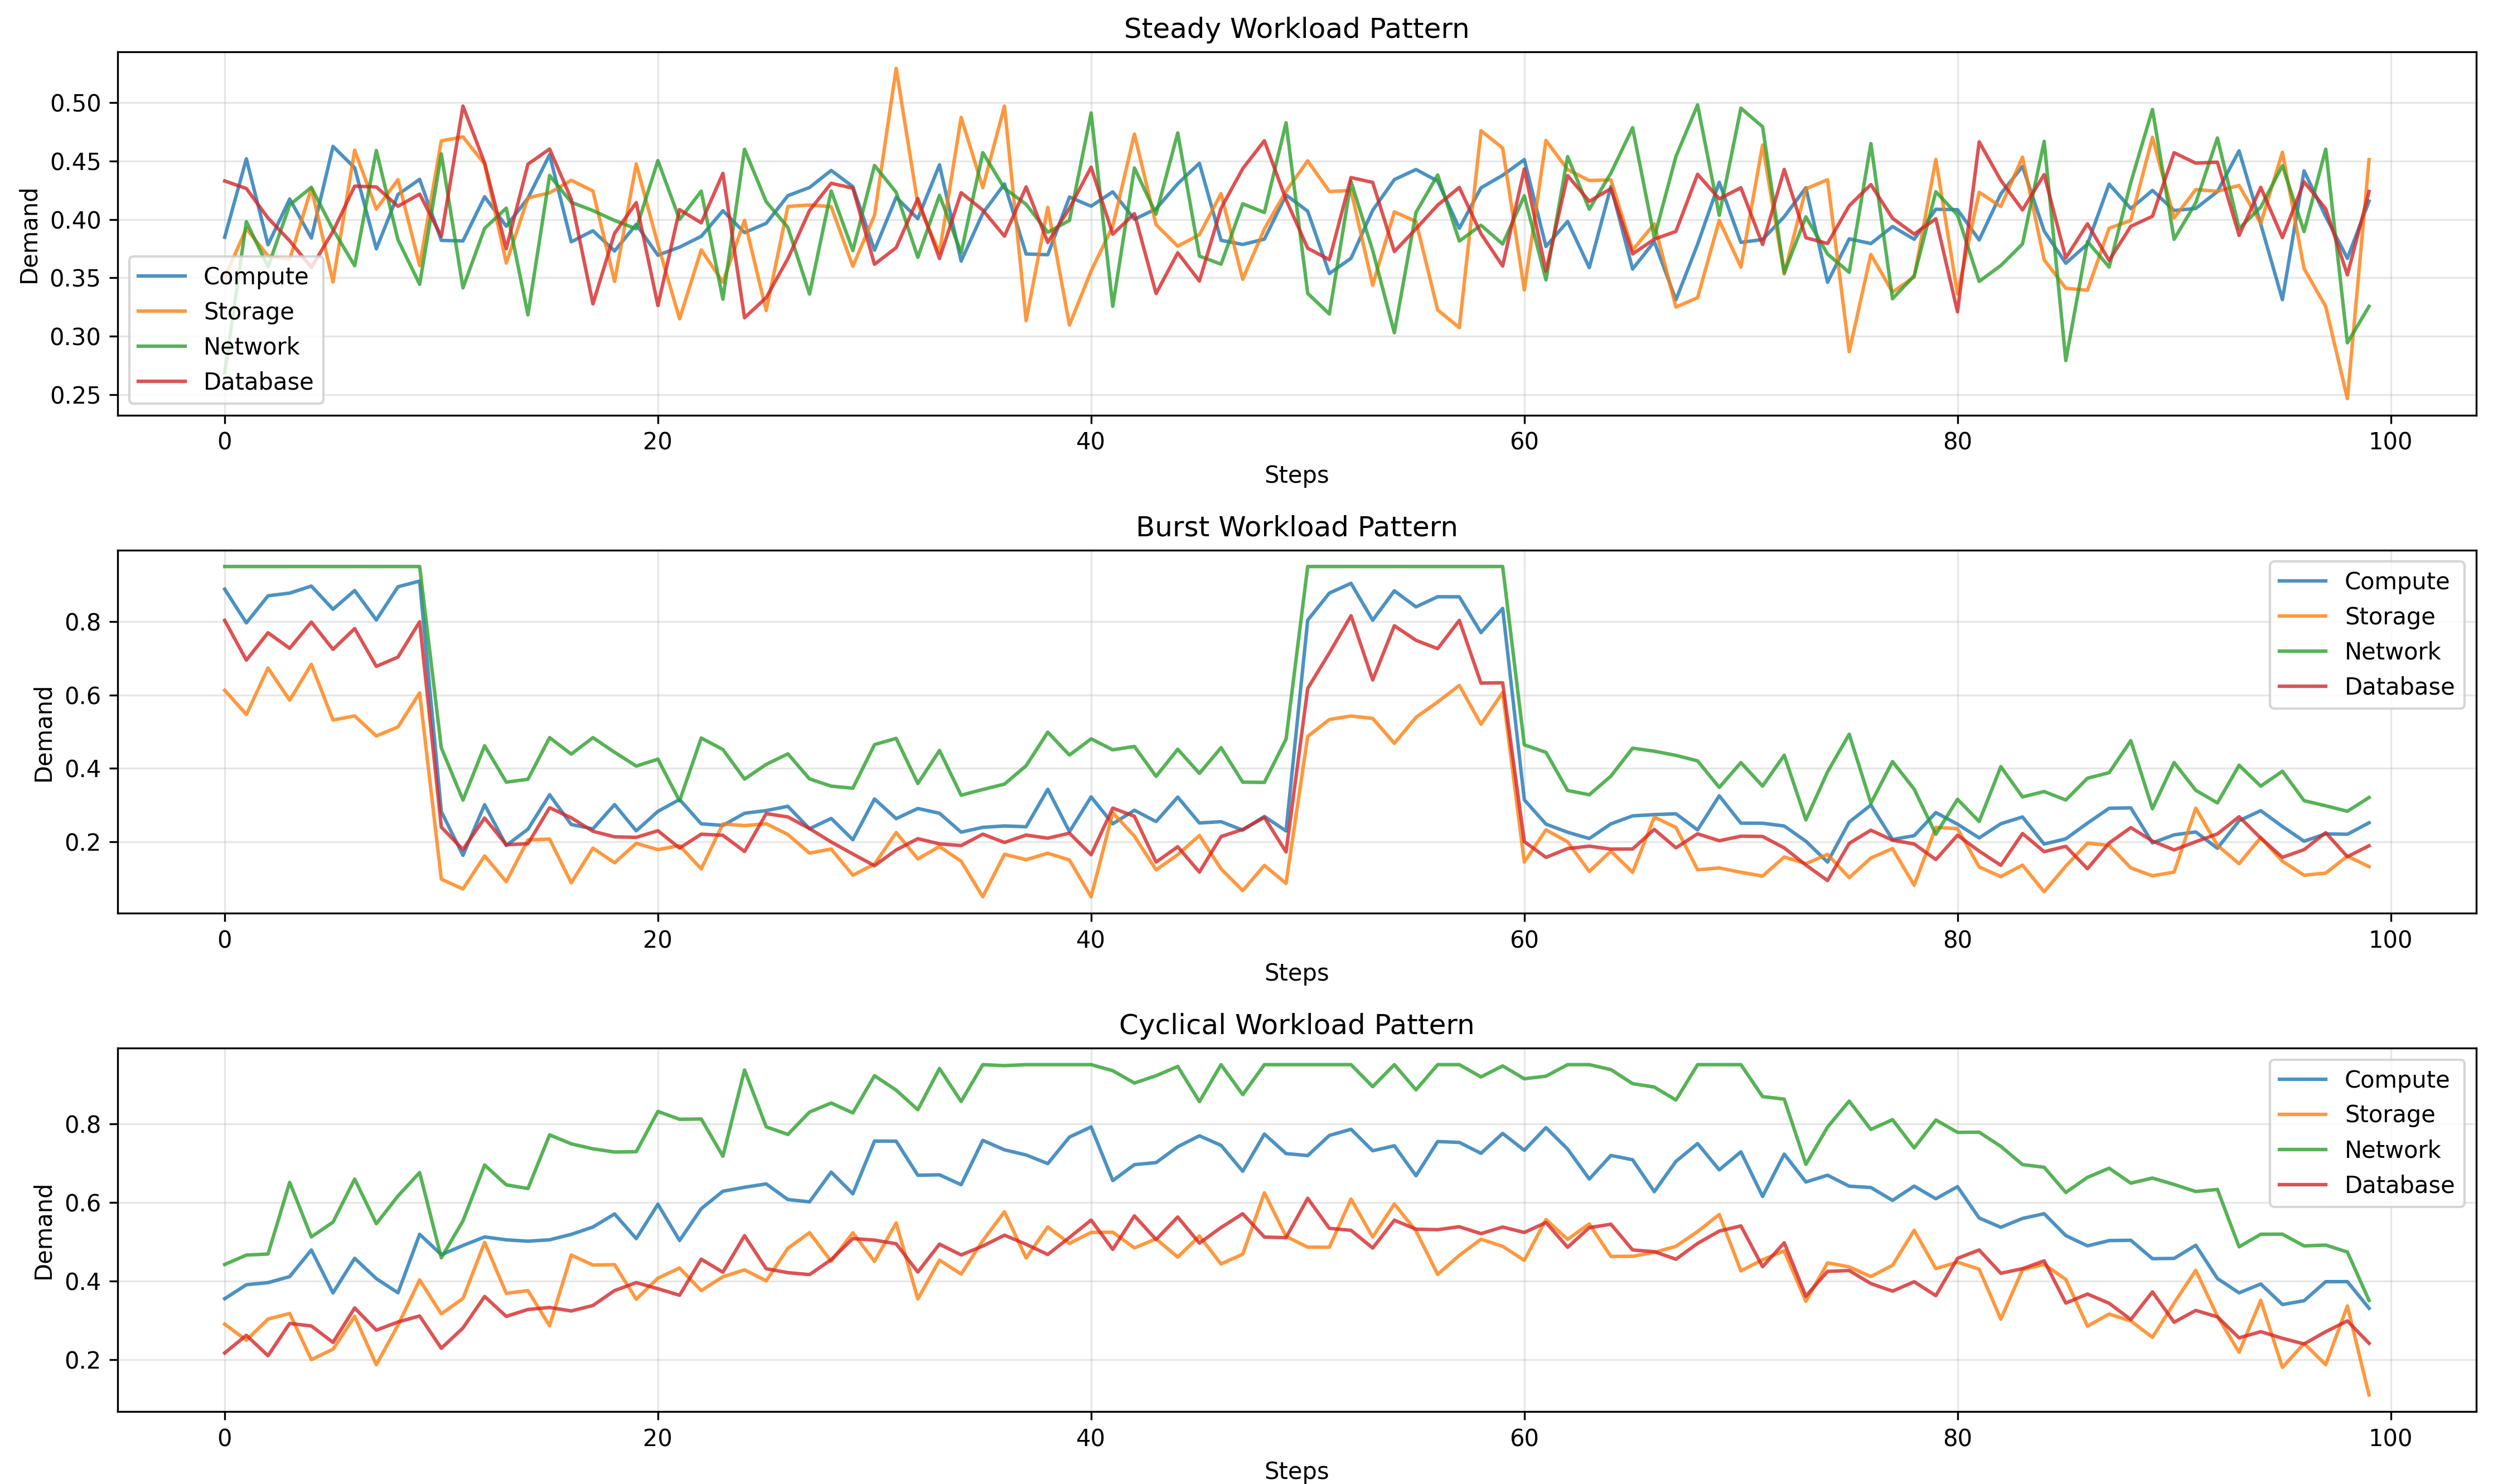 Steady Workload Pattern
Demand
0.50
0.45
0.40
0.35
0.30
0.25
Compute
Storage
Network
Database
0 20 40 60 80 100
Steps
Burst Workload Pattern
Demand
0.8
0.6
0.4
0.2
Compute
Storage
Network
Database
0 20 40 60 80 100
Steps
Cyclical Workload Pattern
Demand
0.8
0.6
0.4
0.2
Compute
Storage
Network
Database
0 20 40 60 80 100
Steps